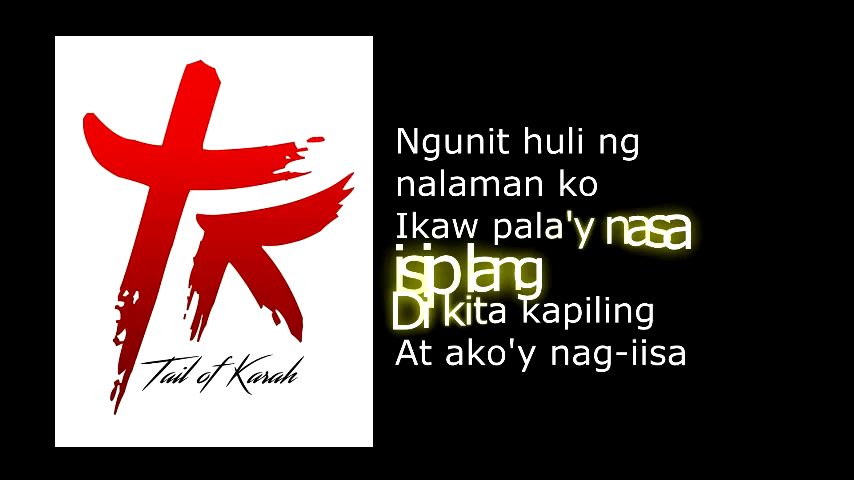 Tail of Karah
Ngunit huli ng
nalaman ko
Ikaw pala'y nasa
isip lang
Di kita kapiling
At ako'y nag-iisa